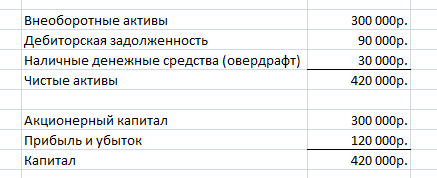 Внеоборотные активы 300 000р.
Дебиторская задолженность 90 000р.
Наличные денежные средства (овердрафт) 30 000р.
Чистые активы 420 000р.
Акционерный капитал 300 000р.
Прибыль и убыток 120 000р.
Капитал 420 000р.